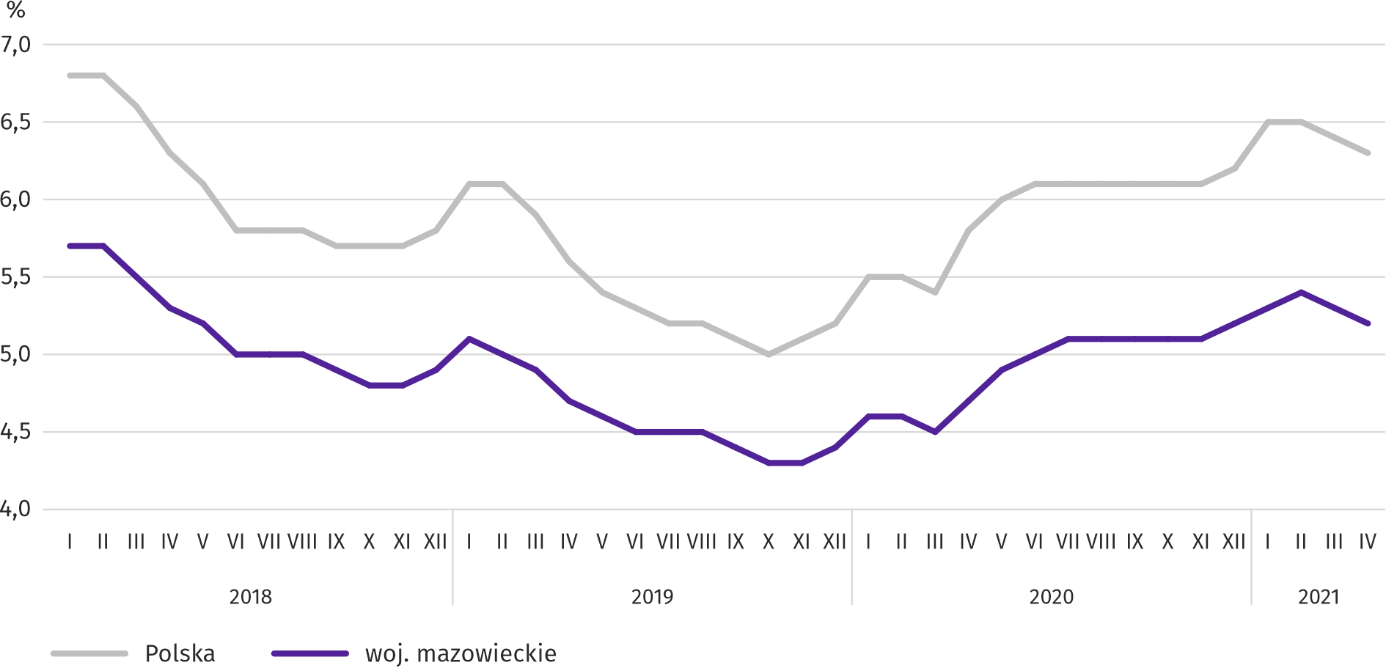 %
7,0
6,5
6,0
5,5
5,0
4,5
4,0
I II III IV V VI VII VIII IX X XI XII I II III IV V VI VII VIII IX X XI XII I II III IV V VI VII VIII IX X XI XII I II III IV
2018 2019 2020 2021
Polska woj. mazowieckie